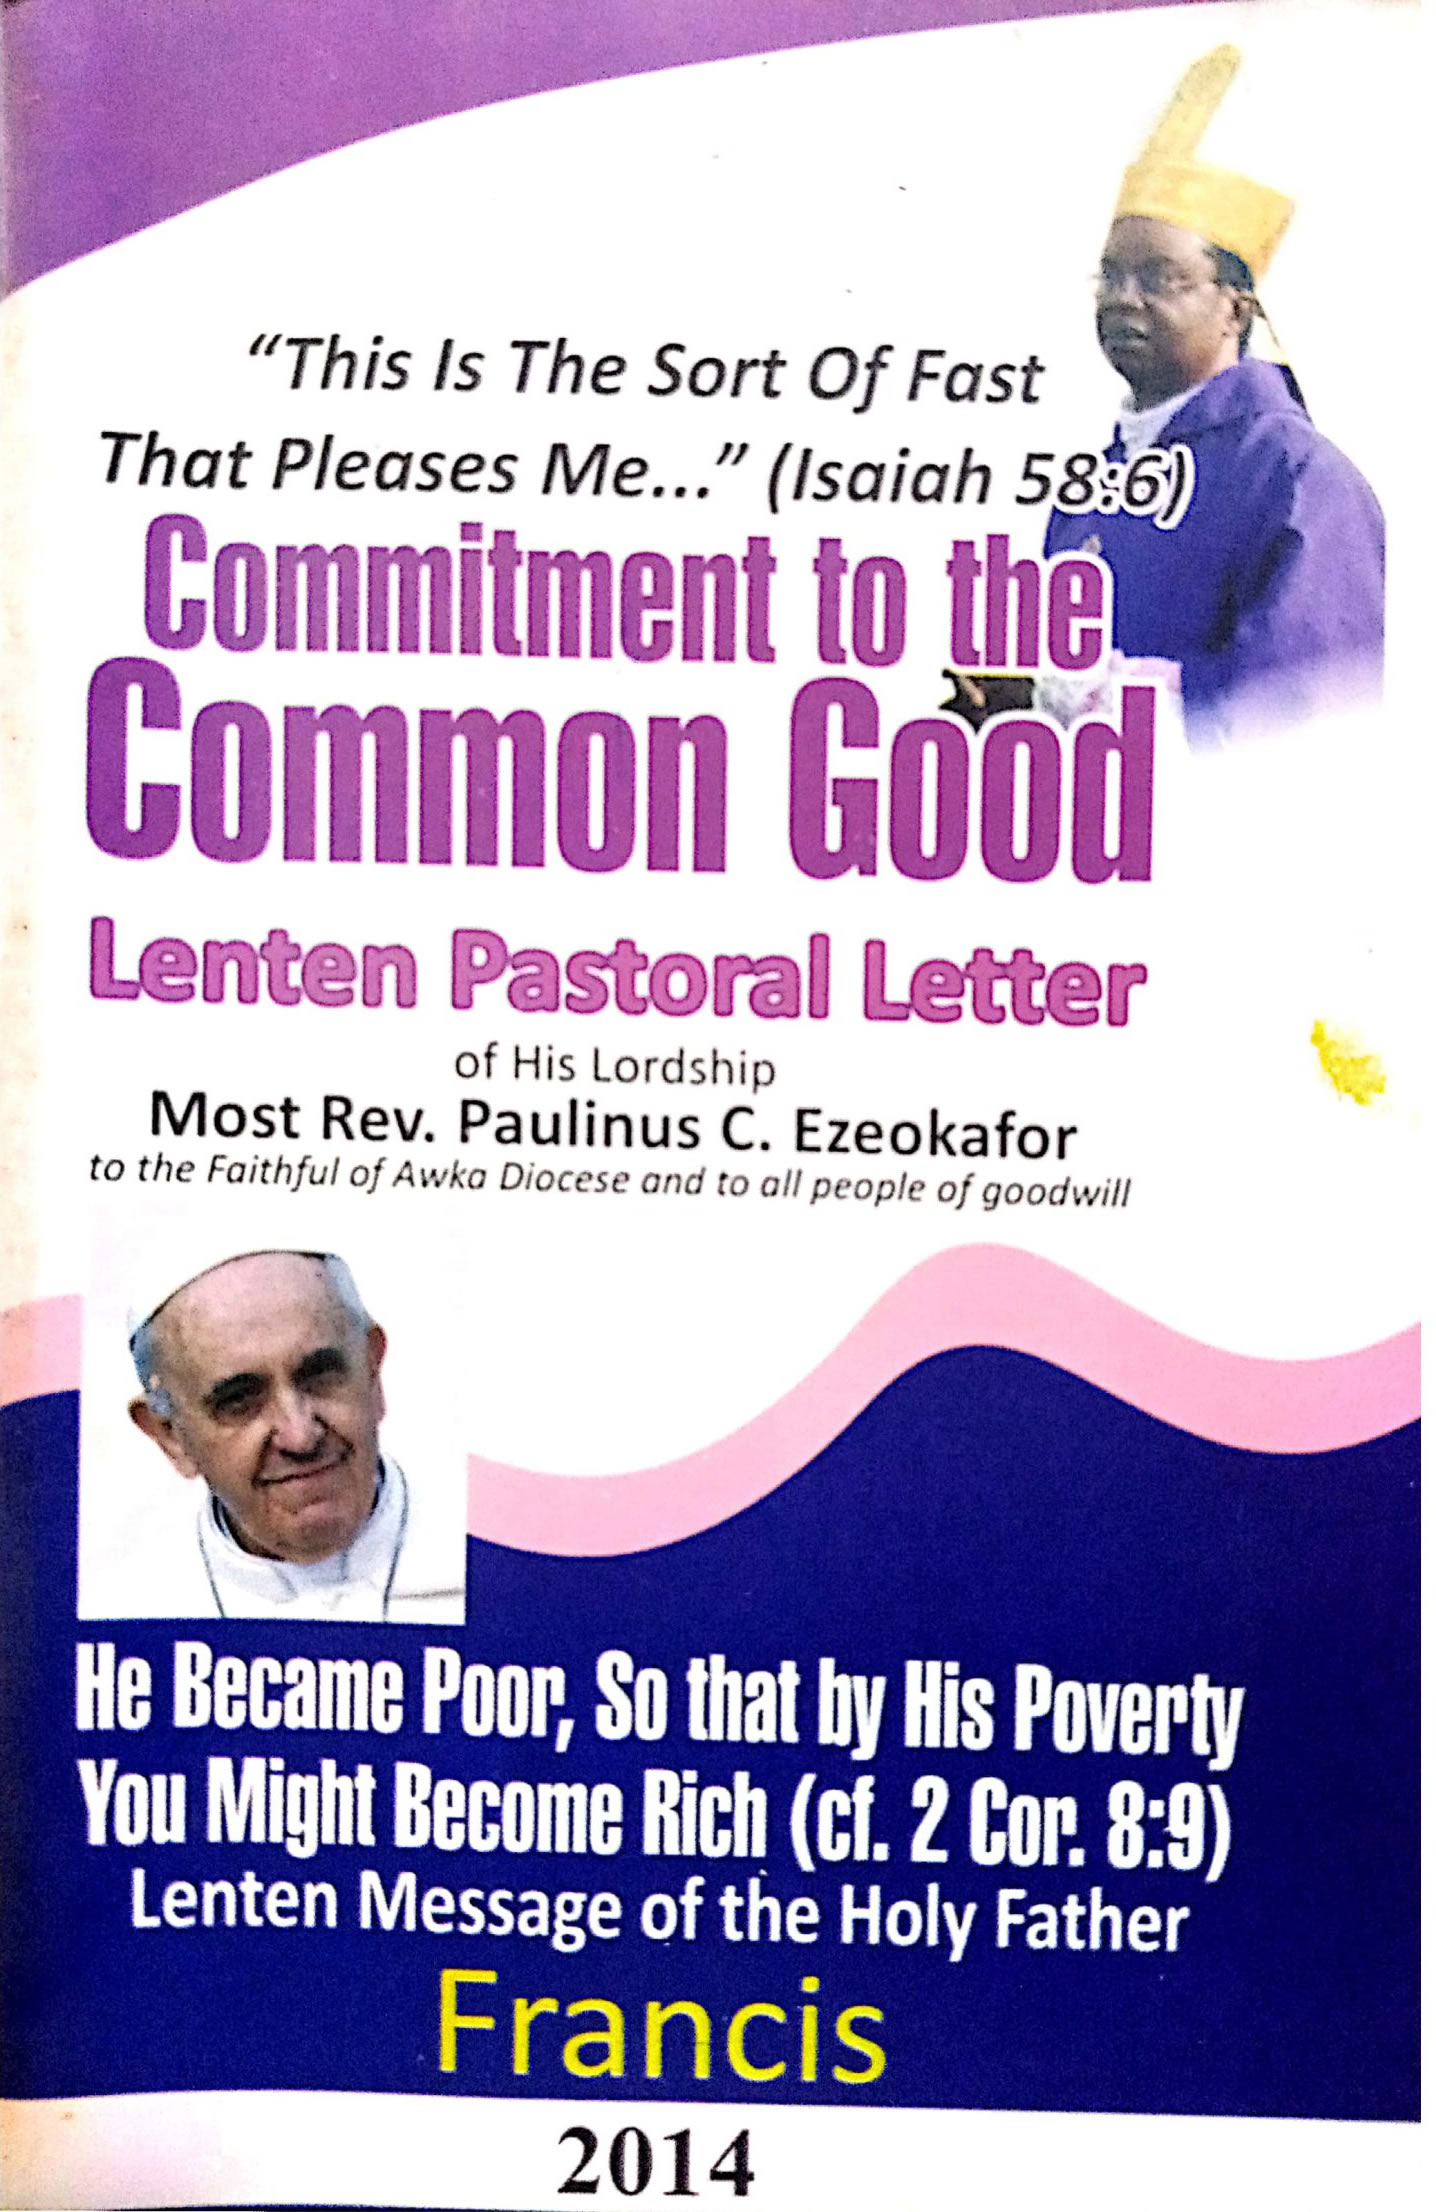 “This Is The Sort Of Fast
That Pleases Me...” (Isaiah 58:6)
Commitment to the
Common Good
Lenten Pastoral Letter
of His Lordship
Most Rev. Paulinus C. Ezeokafor
to the Faithful of Awka Diocese and to all people of goodwill
He Became Poor, So that by His Poverty
You Might Become Rich (cf. 2 Cor. 8:9)
Lenten Message of the Holy Father
Francis
2014